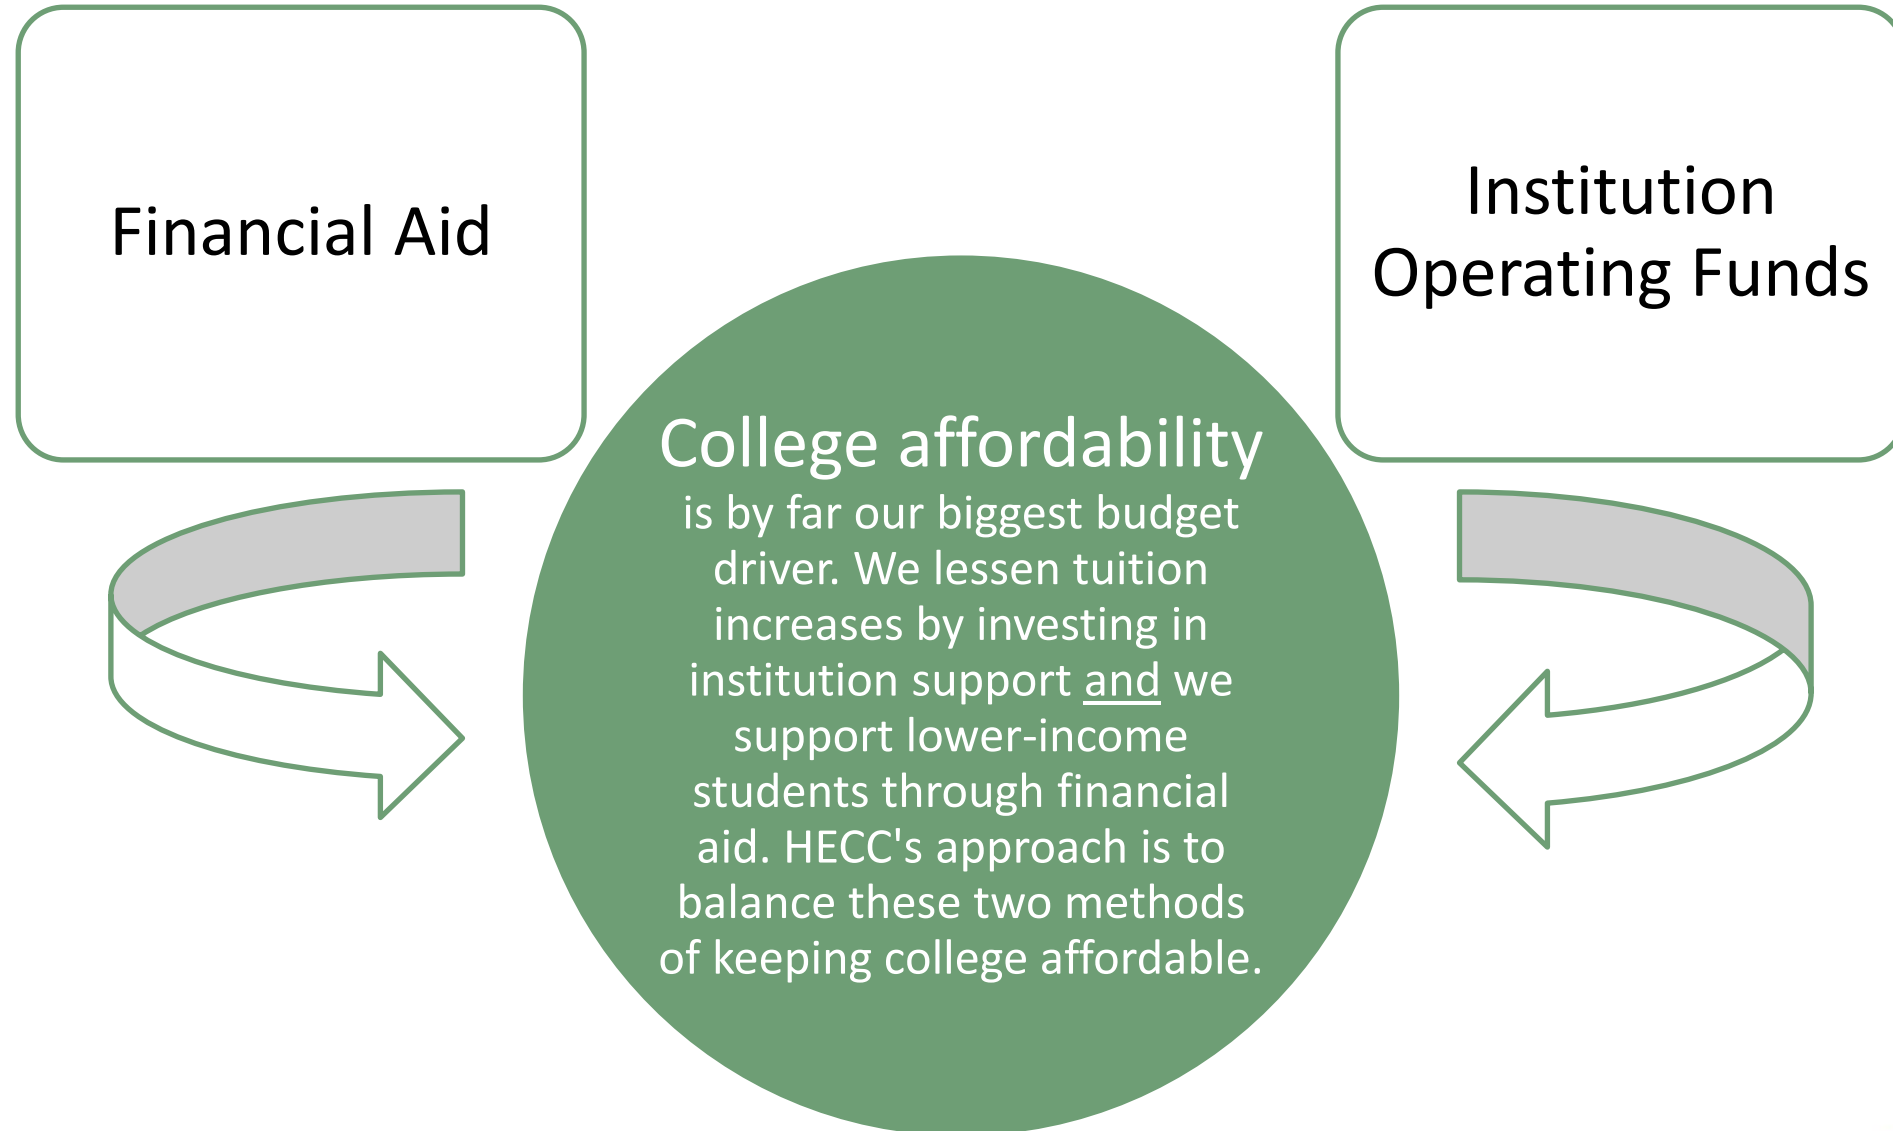 Financial Aid
Institution
Operating Funds
College affordability
is by far our biggest budget
driver. We lessen tuition
increases by investing in
institution support and we
support lower-income
students through financial
aid. HECC's approach is to
balance these two methods
of keeping college affordable.